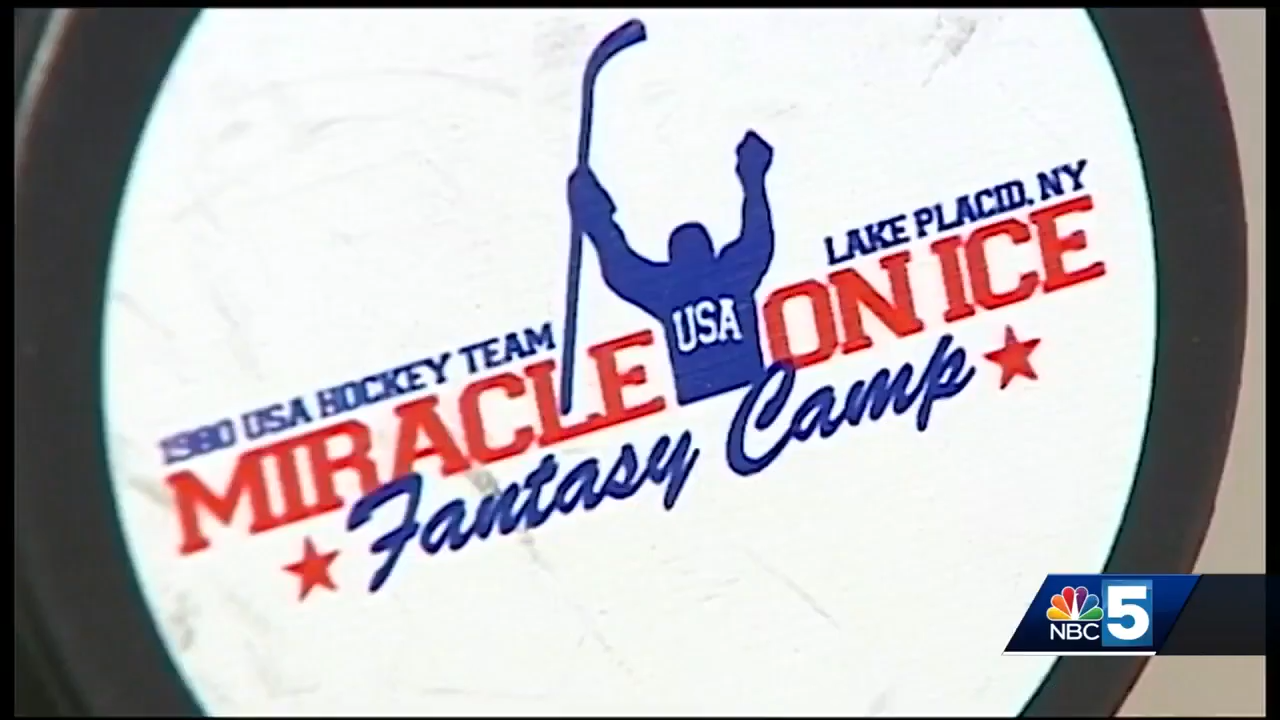 1980 USA HOCKEY TEAM
LAKE PLACID, NY
MIRACLE ON ICE
USA
Fantasy Camp
NBC 5